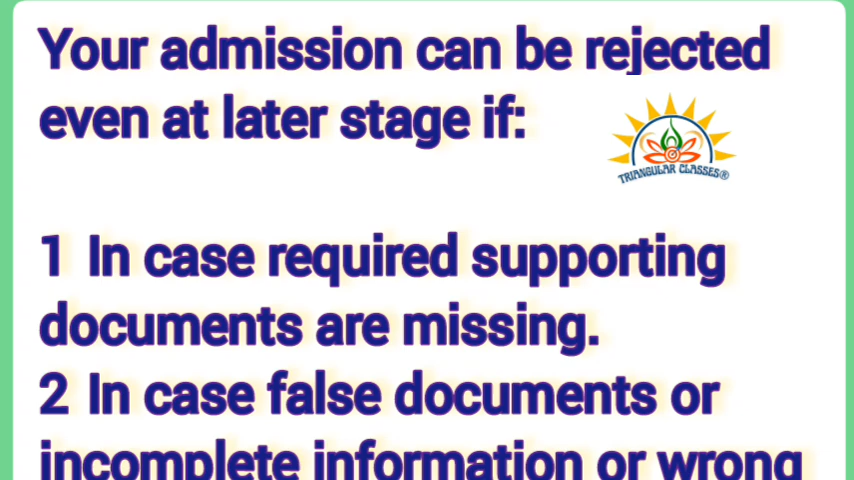 Your admission can be rejected
even at later stage if:
TRIANGULAR CLASSES®
1 In case required supporting
documents are missing.
2 In case false documents or
incomplete information or wrong